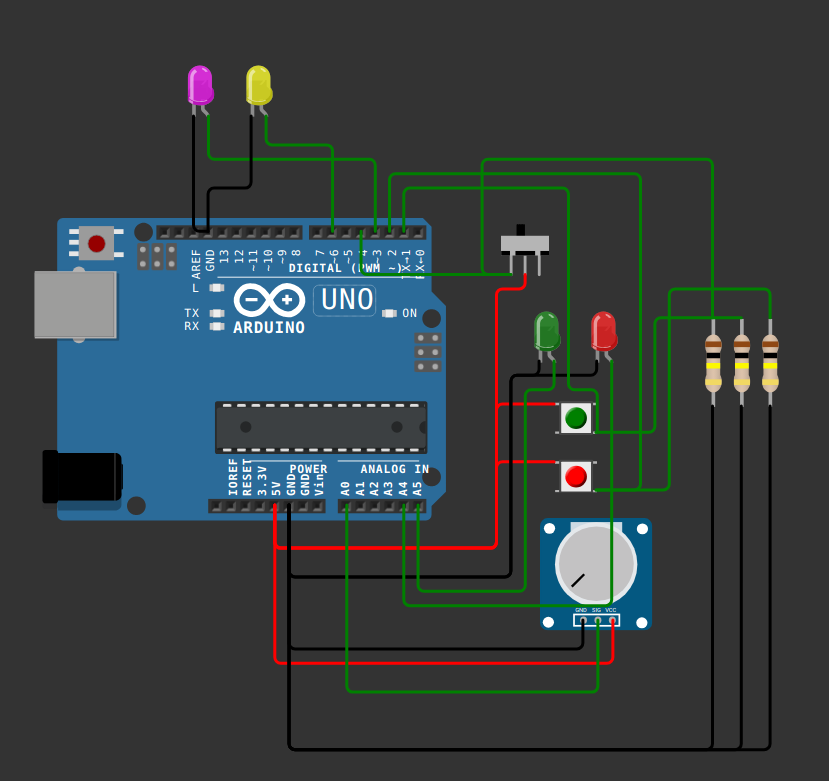 AREF
GND
13
12
~11
~10
~9
8
7
~6
~5
4
~3
2
TX→1
RX←0
DIGITAL (PWM ~)
L
TX
RX
UNO
ARDUINO
ON
IOREF
RESET
3.3V
5V
GND
GND
Vin
POWER
ANALOG IN
A0
A1
A2
A3
A4
A5
GND SIG VCC